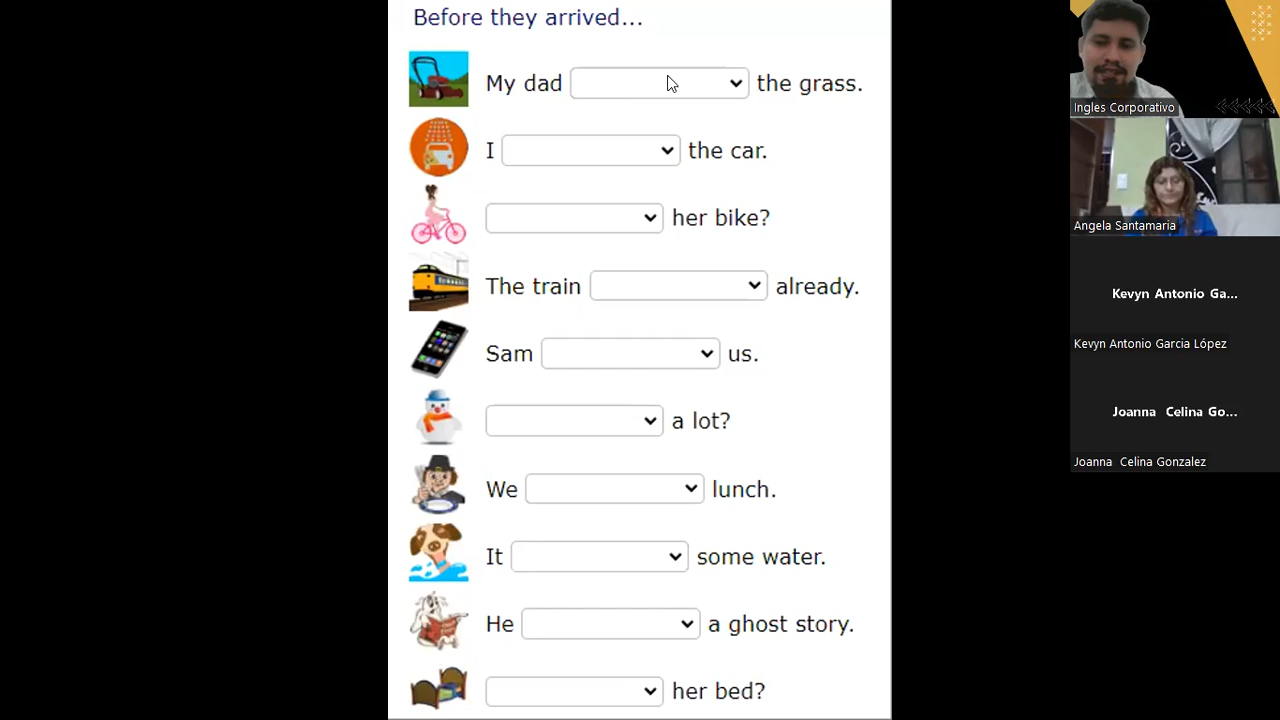 Before they arrived...
My dad the grass.
I the car.
her bike?
The train already.
Sam us.
a lot?
We lunch.
It some water.
He a ghost story.
her bed?
Ingles Corporativo
Angela Santamaria
Kevyn Antonio Ga...
Kevyn Antonio Garcia López
Joanna Celina Go...
Joanna Celina Gonzalez